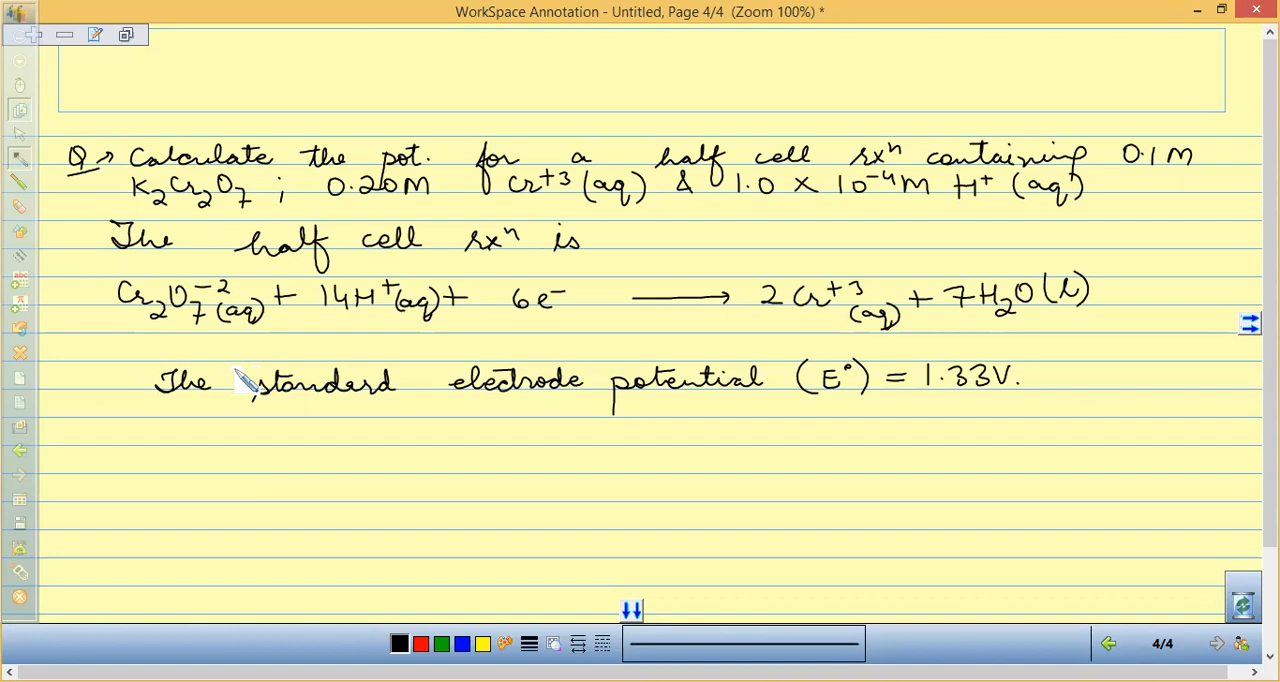 WorkSpace Annotation - Untitled, Page 4/4 (Zoom 100%) *
Q→ Calculate the pot. for a half cell rxⁿ containing 0.1M
K₂Cr₂O₇ ; 0.20M Cr⁺³(aq) & 1.0 × 10⁻⁴M H⁺(aq)
The half cell rxⁿ is
Cr₂O₇⁻²(aq) + 14H⁺(aq) + 6e⁻ ⟶ 2Cr⁺³(aq) + 7H₂O(l)
The standard electrode potential (E°) = 1.33V.
4/4